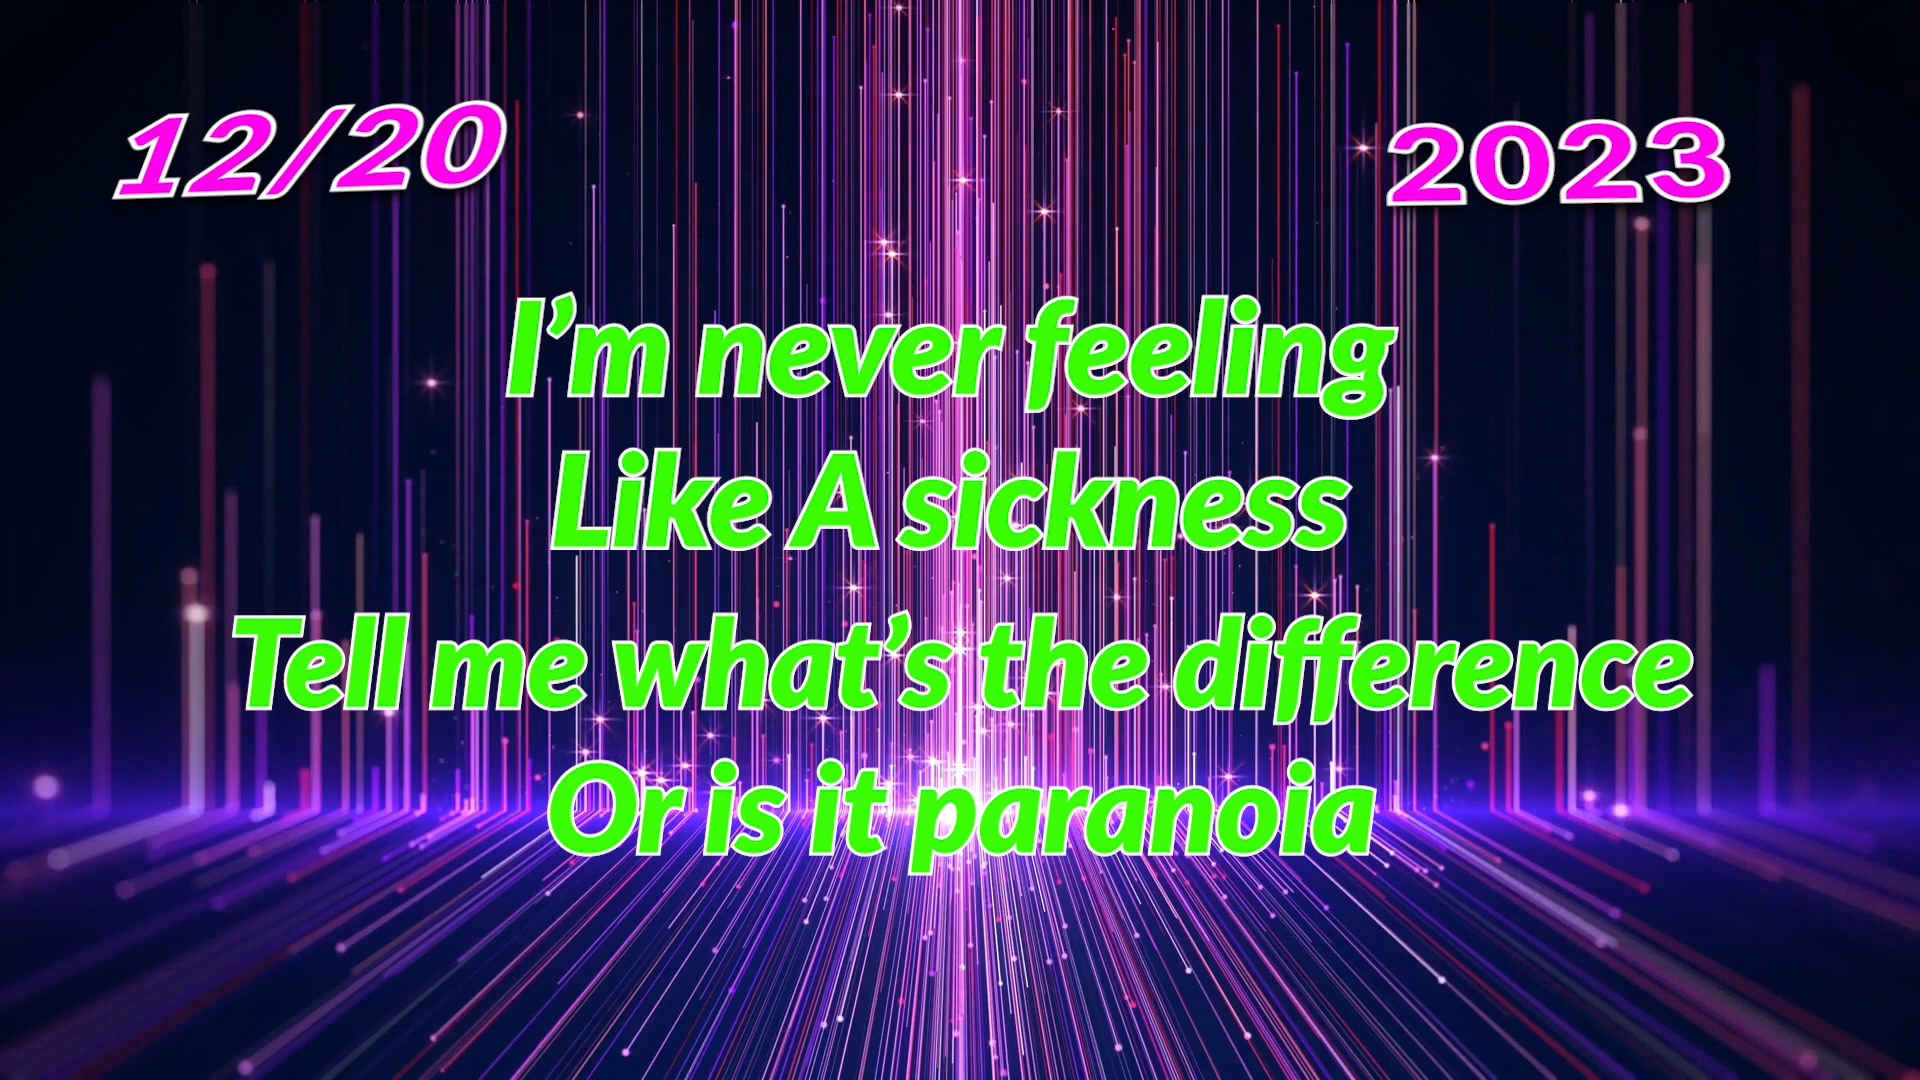 12/20 2023
I'm never feeling
Like A sickness
Tell me what's the difference
Or is it paranoia